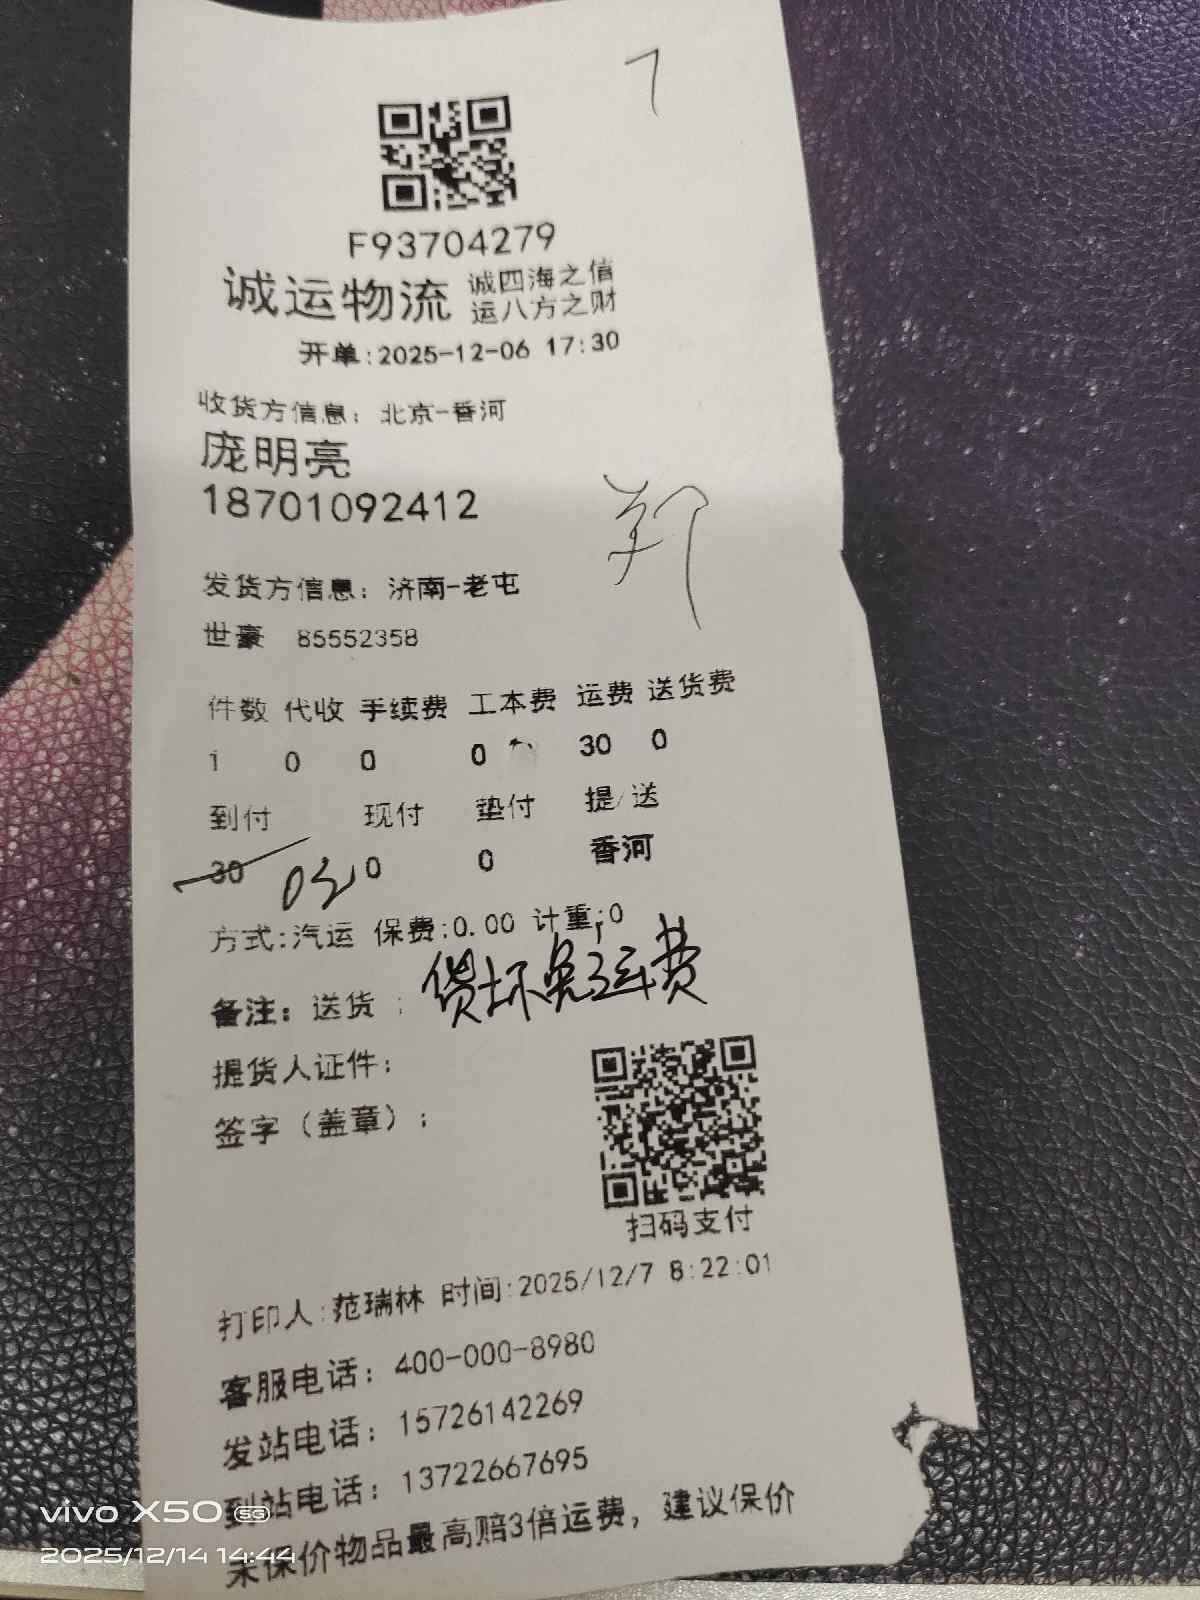 7
F93704279
诚运物流 诚四海之信
运八方之财
开单:2025-12-06 17:30
收货方信息: 北京-香河
庞明亮
18701092412
发货方信息: 济南-老屯
世豪 85552358
件数 代收 手续费 工本费 运费 送货费
1 0 0 0 30 0
到付 现付 垫付 提/送
30 0 0 香河
方式:汽运 保费:0.00 计重:0
备注: 送货 : 货坏免运费
提货人证件:
签字(盖章):
扫码支付
打印人:范瑞林 时间:2025/12/7 8:22:01
客服电话: 400-000-8980
发站电话: 15726142269
到站电话: 13722667695
未保价物品最高赔3倍运费, 建议保价
vivo X50 5G
2025/12/14 14:44